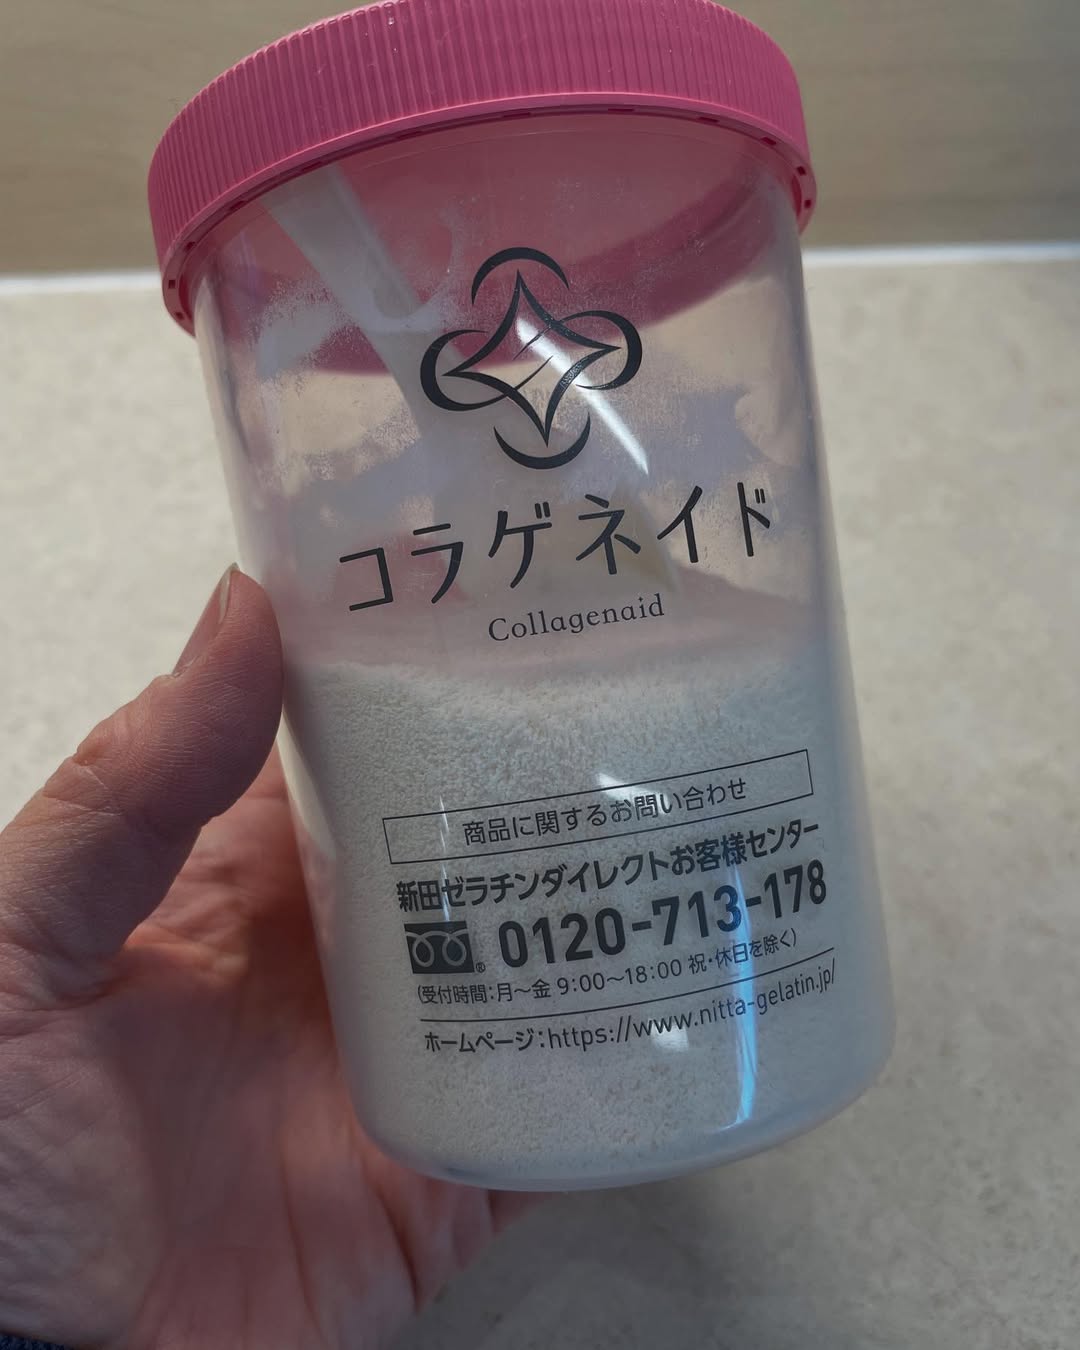 コラゲネイド
Collagenaid
商品に関するお問い合わせ
新田ゼラチンダイレクトお客様センター
0120-713-178
®
(受付時間:月〜金 9:00〜18:00 祝・休日を除く)
ホームページ:https://www.nitta-gelatin.jp/